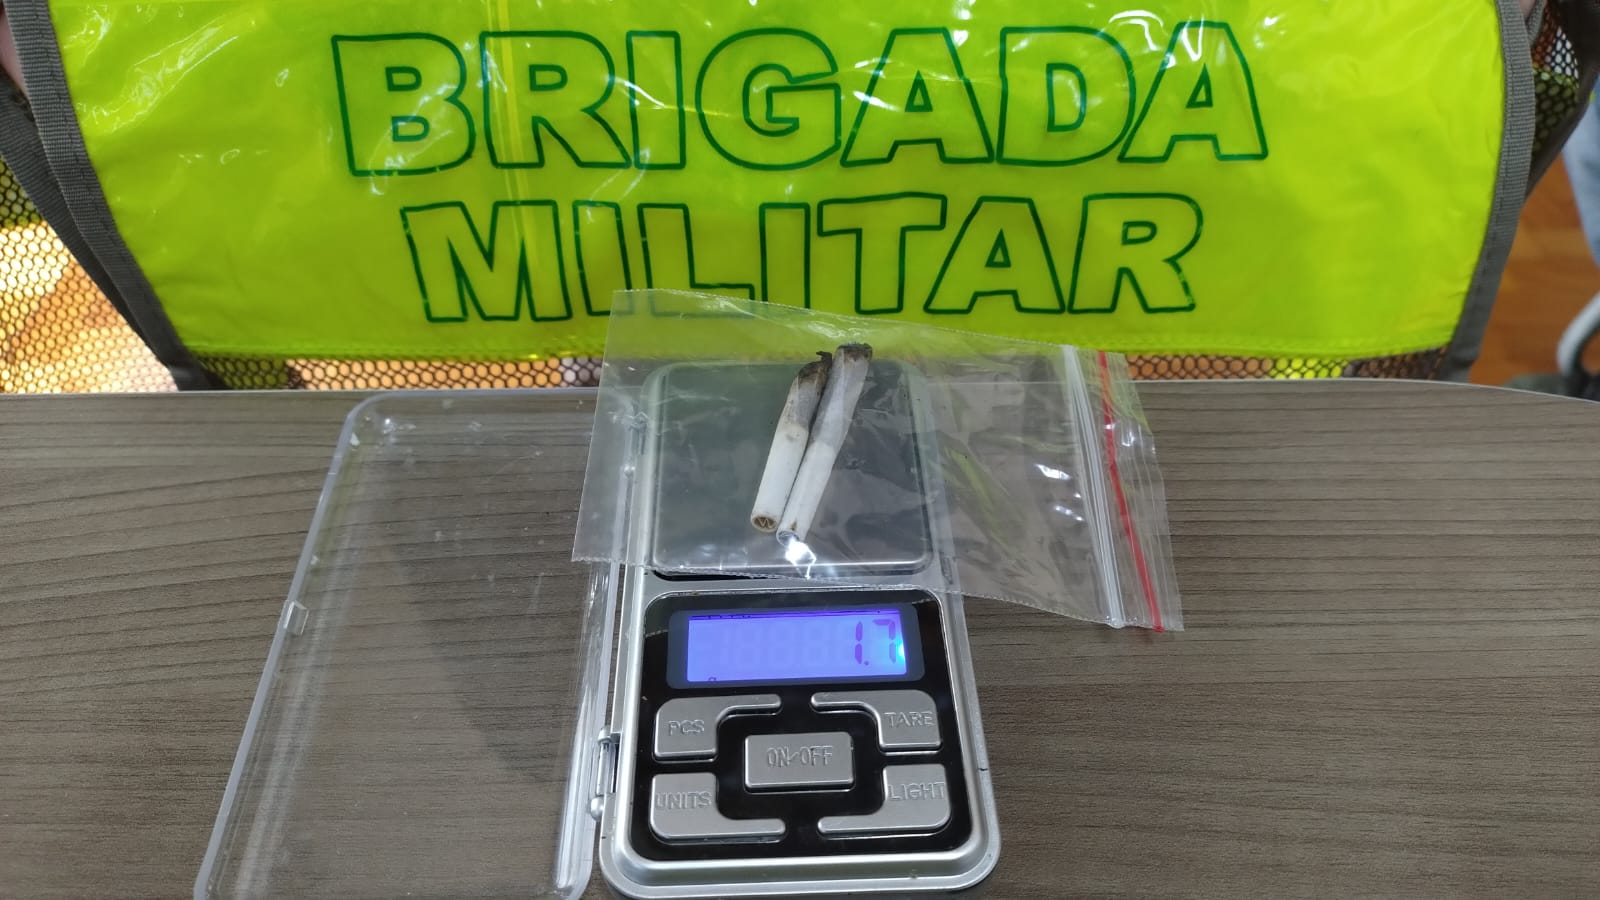 BRIGADA
MILITAR
1.7
g
PCS
TARE
ON/OFF
UNITS
LIGHT